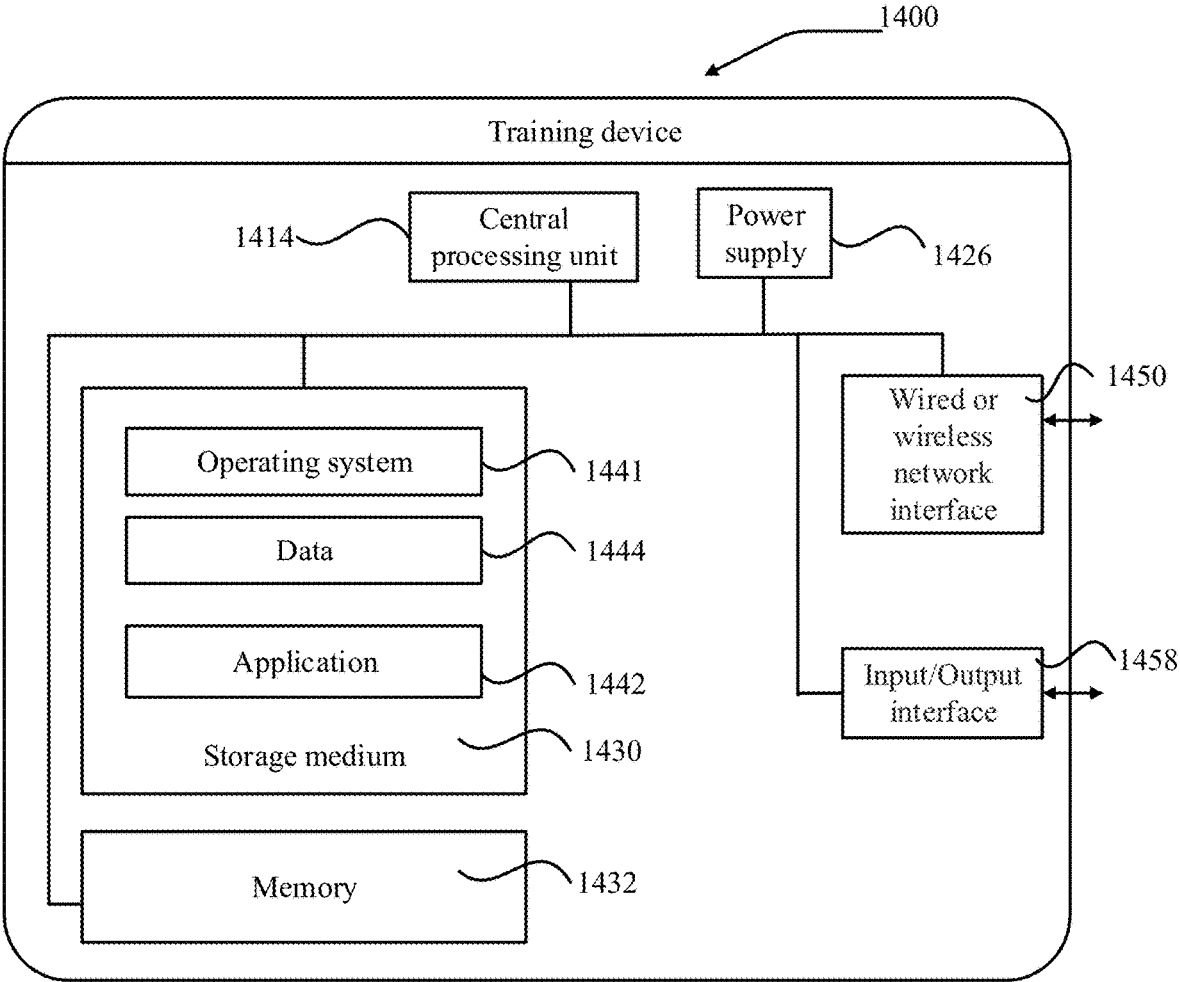 1400
Training device
Central
processing unit
1414
Power
supply
1426
Wired or
wireless
network
interface
1450
Operating system
1441
Data
1444
Application
1442
Storage medium
1430
Input/Output
interface
1458
Memory
1432